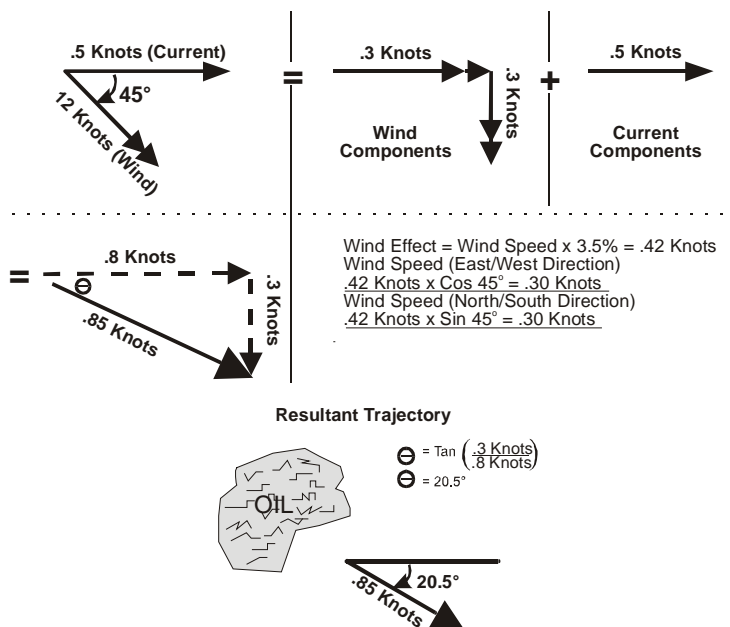 .5 Knots (Current)
45°
12 Knots (Wind)
=
.3 Knots
.3 Knots
Wind
Components
+
.5 Knots
Current
Components
=
.8 Knots
Θ
.3 Knots
.85 Knots
Wind Effect = Wind Speed x 3.5% = .42 Knots
Wind Speed (East/West Direction)
.42 Knots x Cos 45° = .30 Knots
Wind Speed (North/South Direction)
.42 Knots x Sin 45° = .30 Knots
Resultant Trajectory
OIL
Θ = Tan (.3 Knots
.8 Knots)
Θ = 20.5°
20.5°
.85 Knots